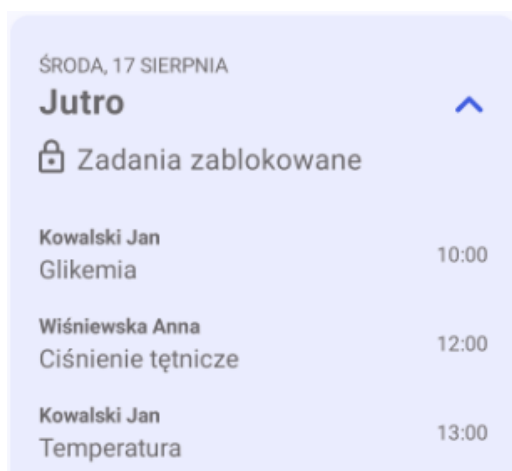 ŚRODA, 17 SIERPNIA
Jutro
Zadania zablokowane
Kowalski Jan
Glikemia
10:00
Wiśniewska Anna
Ciśnienie tętnicze
12:00
Kowalski Jan
Temperatura
13:00